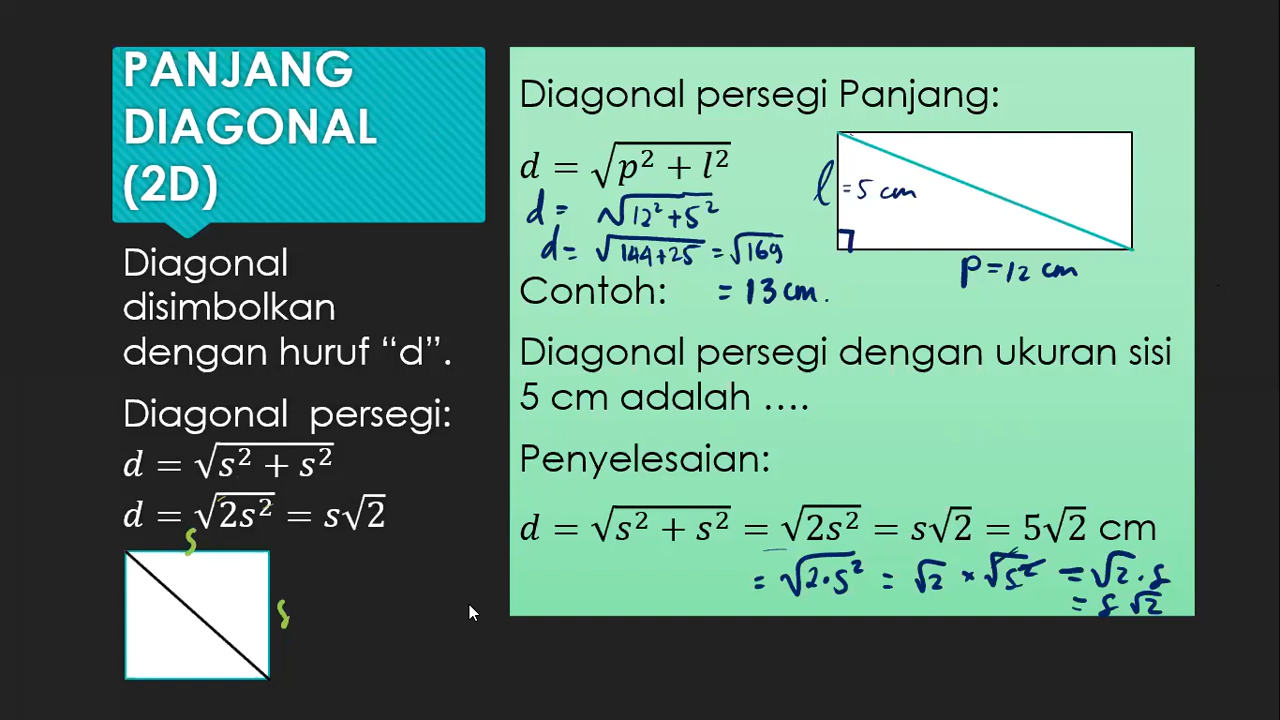 PANJANG
DIAGONAL
(2D)
Diagonal
disimbolkan
dengan huruf “d”.
Diagonal persegi:
d = √(s² + s²)
d = √(2s²) = s√2
s
s
Diagonal persegi Panjang:
d = √(p² + l²)
d = √(12² + 5²)
d = √(144+25) = √169
= 13 cm.
l = 5 cm
P = 12 cm
Contoh:
Diagonal persegi dengan ukuran sisi
5 cm adalah ....
Penyelesaian:
d = √(s² + s²) = √(2s²) = s√2 = 5√2 cm
= √(2·s²) = √2 × √(s²) = √2 · s
= s √2